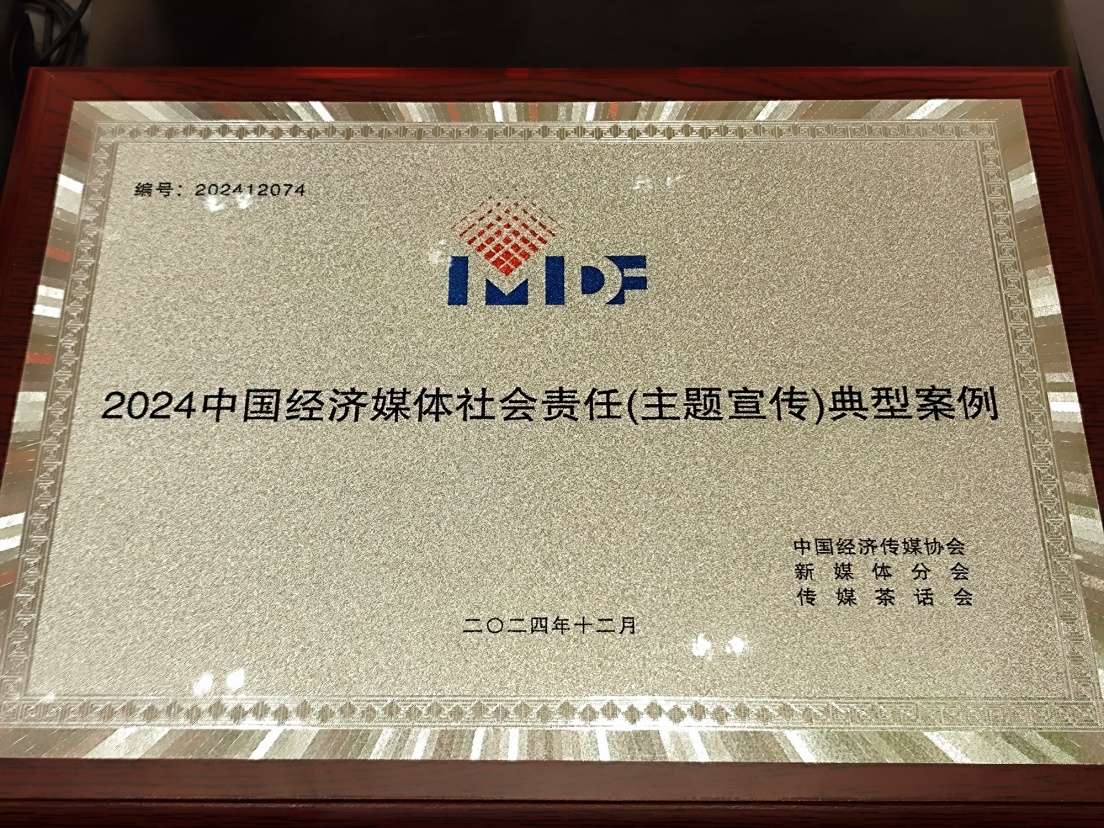 编号：202412074
IMDF
2024中国经济媒体社会责任(主题宣传)典型案例
中国经济传媒协会
新媒体分会
传媒茶话会
二〇二四年十二月